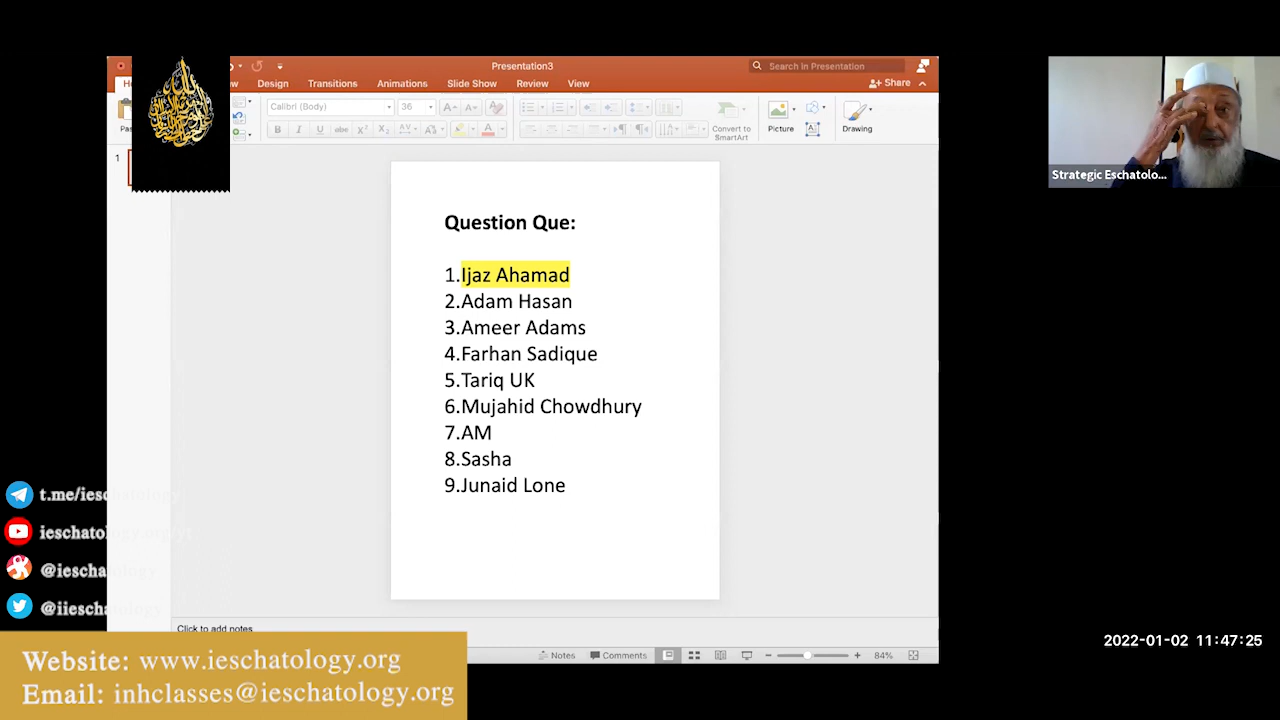 Presentation3
Search in Presentation
Design Transitions Animations Slide Show Review View
Share
Calibri (Body) 36
Convert to SmartArt
Picture
Drawing
1
Question Que:
1.Ijaz Ahamad
2.Adam Hasan
3.Ameer Adams
4.Farhan Sadique
5.Tariq UK
6.Mujahid Chowdhury
7.AM
8.Sasha
9.Junaid Lone
Strategic Eschatolo...
t.me/ieschatology
@ieschatology
@iieschatology
Click to add notes
Notes Comments 84%
2022-01-02 11:47:25
Website: www.ieschatology.org
Email: inhclasses@ieschatology.org